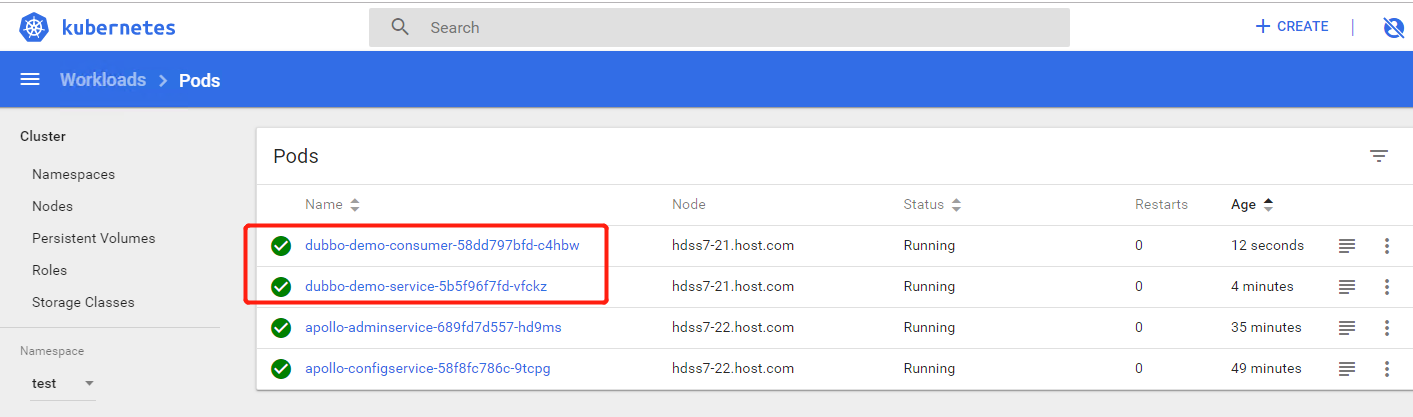 kubernetes
Search
+ CREATE
Workloads > Pods
Cluster
Namespaces
Nodes
Persistent Volumes
Roles
Storage Classes
Namespace
test
Pods
Name Node Status Restarts Age
dubbo-demo-consumer-58dd797bfd-c4hbw hdss7-21.host.com Running 0 12 seconds
dubbo-demo-service-5b5f96f7fd-vfckz hdss7-21.host.com Running 0 4 minutes
apollo-adminservice-689fd7d557-hd9ms hdss7-22.host.com Running 0 35 minutes
apollo-configservice-58f8fc786c-9tcpg hdss7-22.host.com Running 0 49 minutes